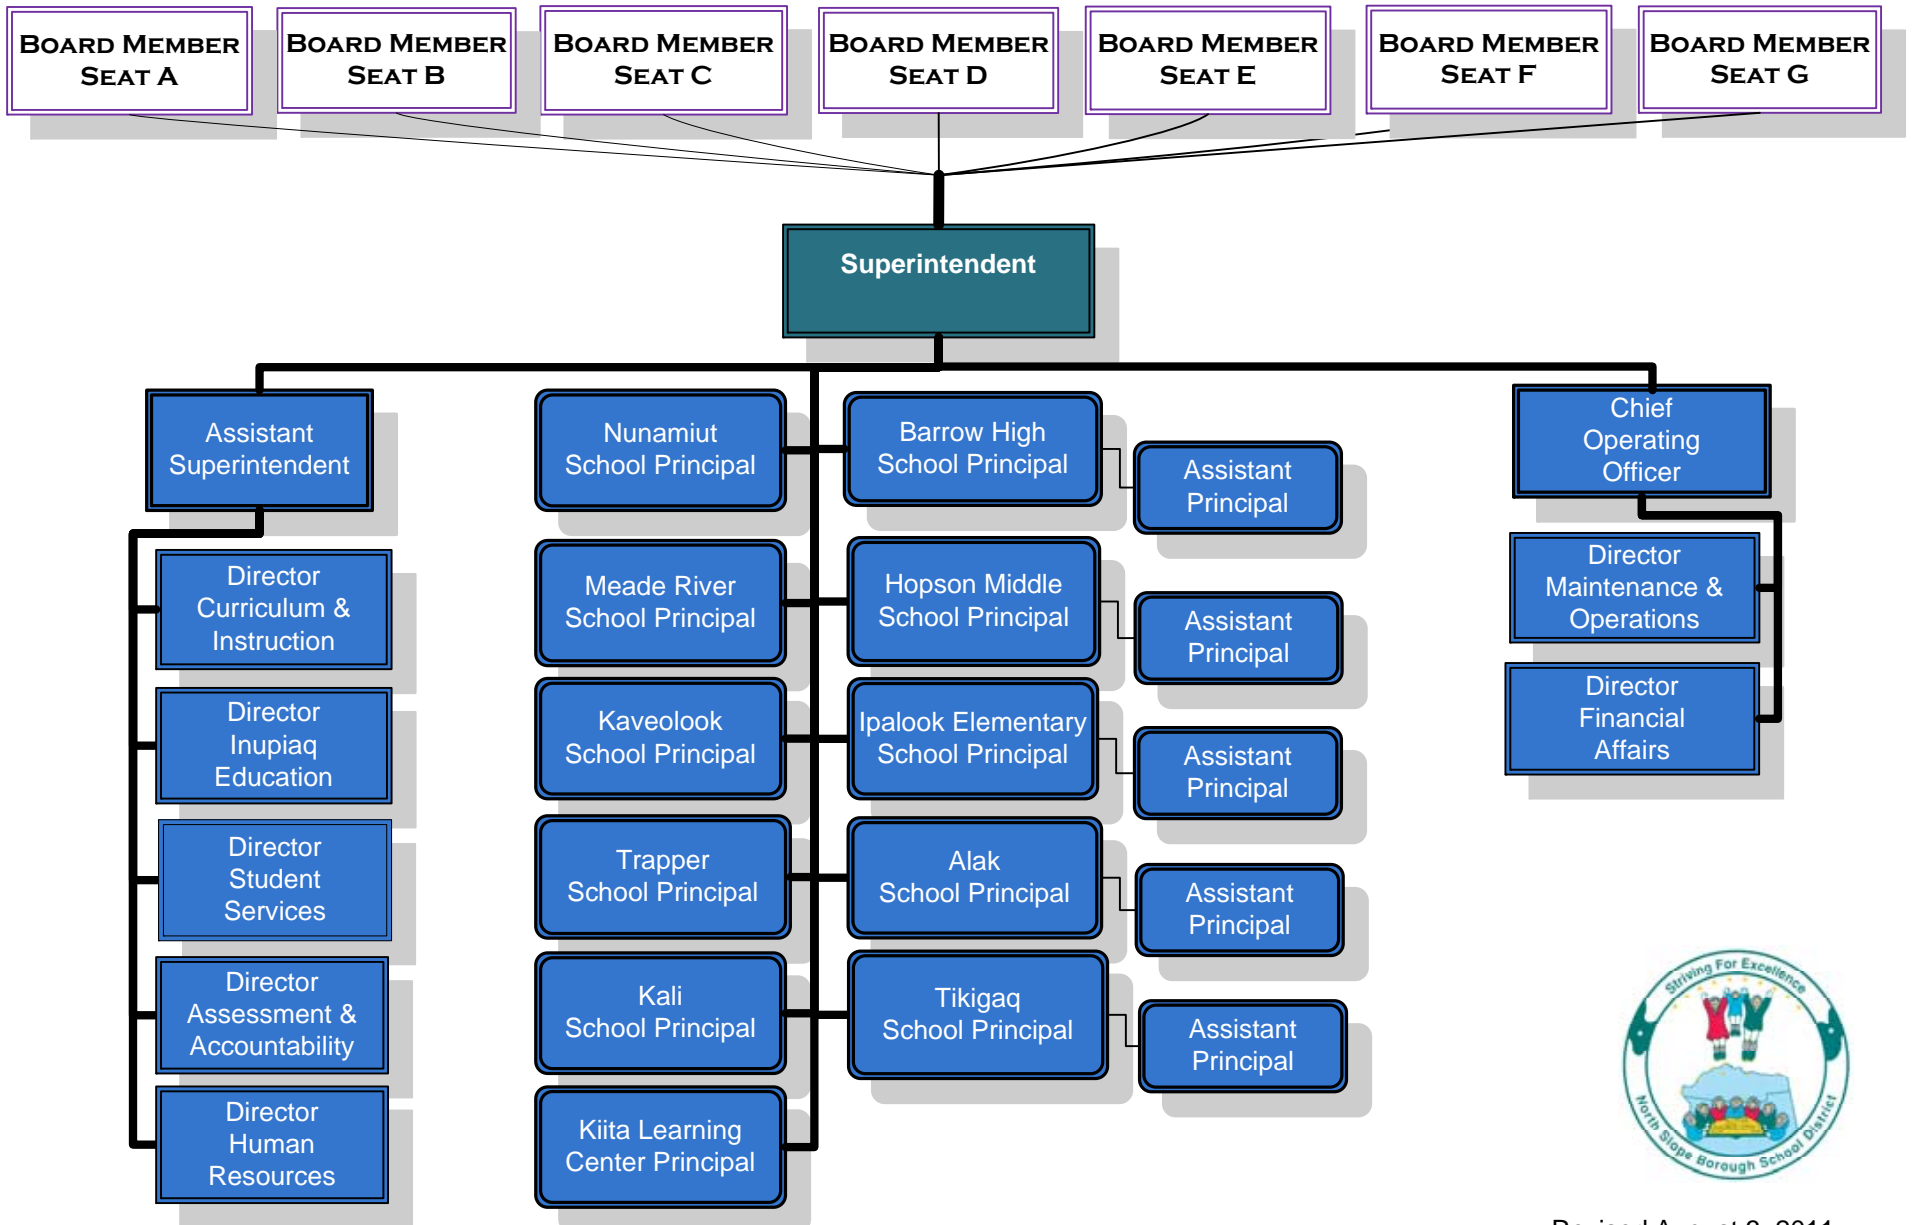 BOARD MEMBER
SEAT A
BOARD MEMBER
SEAT B
BOARD MEMBER
SEAT C
BOARD MEMBER
SEAT D
BOARD MEMBER
SEAT E
BOARD MEMBER
SEAT F
BOARD MEMBER
SEAT G
Superintendent
Assistant
Superintendent
Director
Curriculum &
Instruction
Director
Inupiaq
Education
Director
Student
Services
Director
Assessment &
Accountability
Director
Human
Resources
Nunamiut
School Principal
Meade River
School Principal
Kaveolook
School Principal
Trapper
School Principal
Kali
School Principal
Kiita Learning
Center Principal
Barrow High
School Principal
Assistant
Principal
Hopson Middle
School Principal
Assistant
Principal
Ipalook Elementary
School Principal
Assistant
Principal
Alak
School Principal
Assistant
Principal
Tikigaq
School Principal
Assistant
Principal
Chief
Operating
Officer
Director
Maintenance &
Operations
Director
Financial
Affairs
Striving For Excellence
North Slope Borough School District